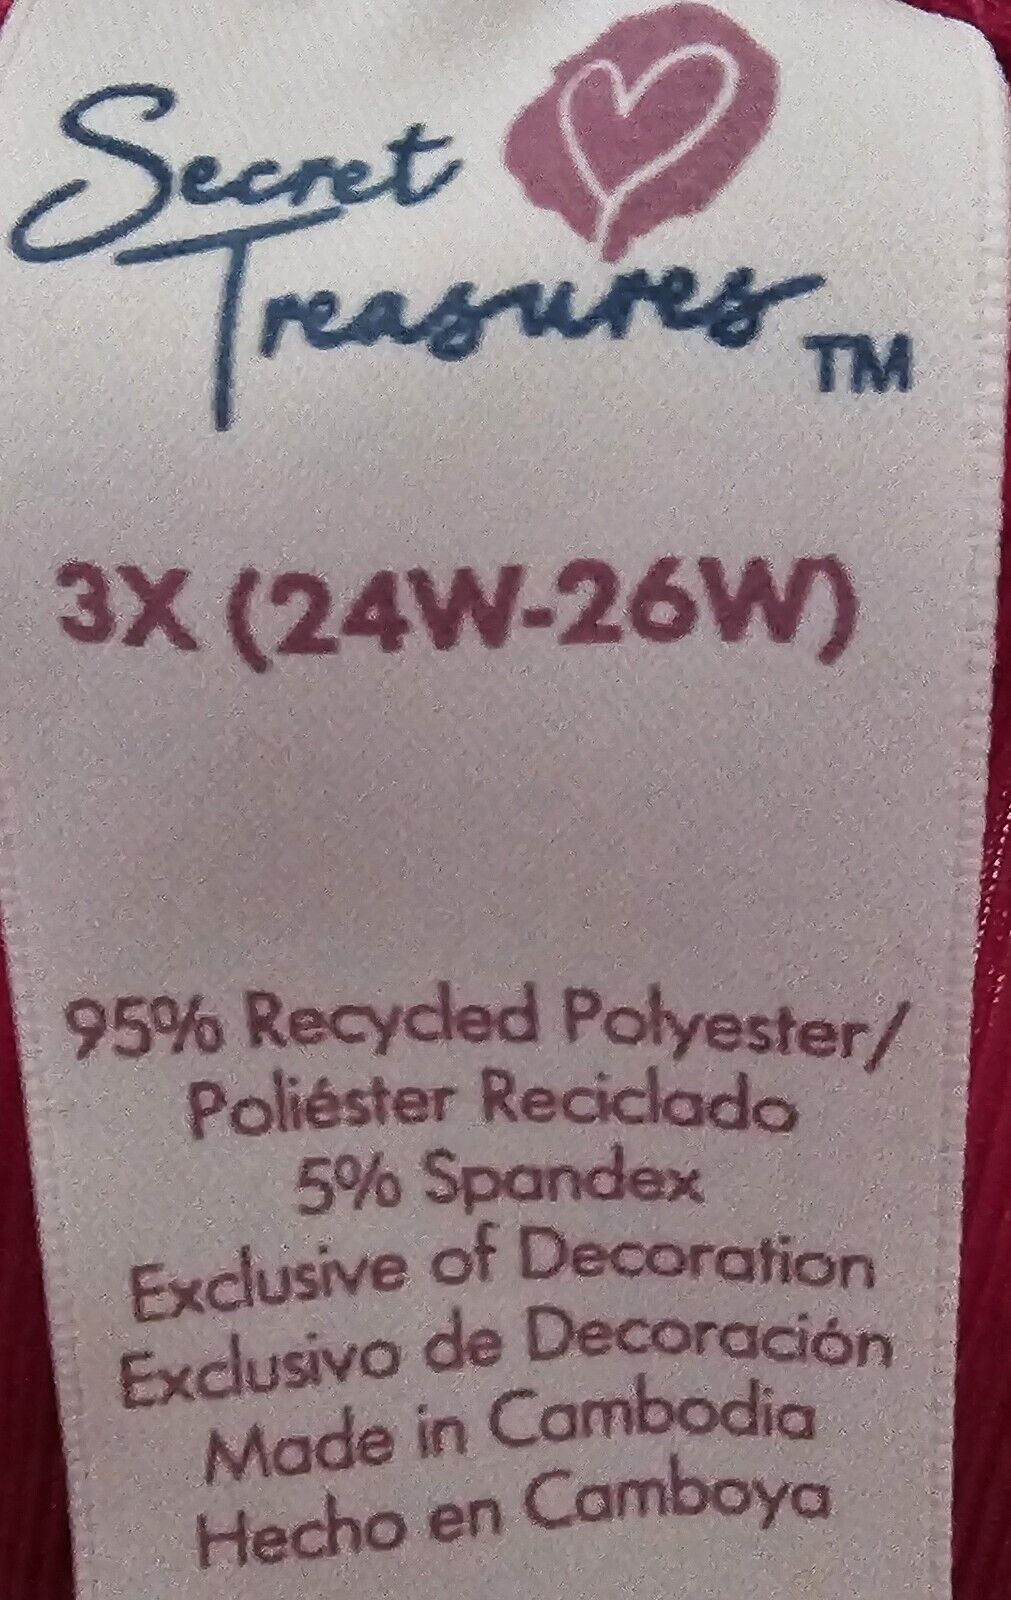 Secret
Treasures
TM
3X (24W-26W)
95% Recycled Polyester/
Poliéster Reciclado
5% Spandex
Exclusive of Decoration
Exclusivo de Decoración
Made in Cambodia
Hecho en Camboya